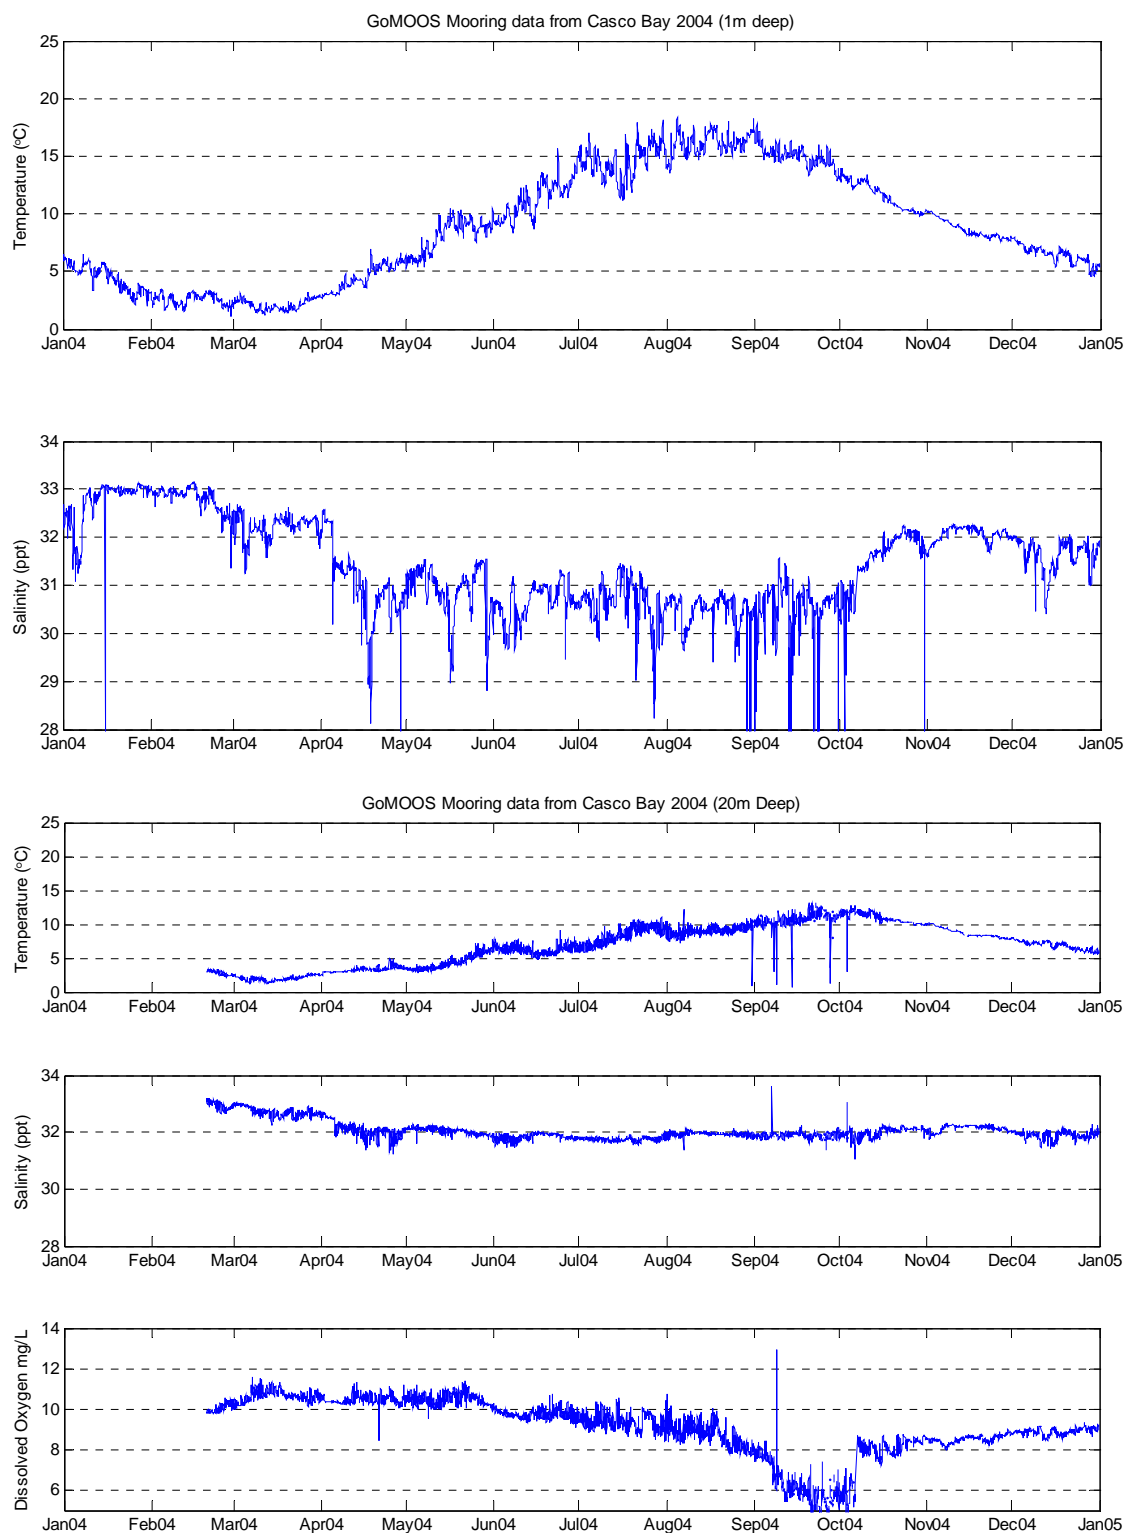 GoMOOS Mooring data from Casco Bay 2004 (1m deep)
25
20
15
10
5
0
Temperature (°C)
Jan04 Feb04 Mar04 Apr04 May04 Jun04 Jul04 Aug04 Sep04 Oct04 Nov04 Dec04 Jan05
34
33
32
31
30
29
28
Salinity (ppt)
Jan04 Feb04 Mar04 Apr04 May04 Jun04 Jul04 Aug04 Sep04 Oct04 Nov04 Dec04 Jan05
GoMOOS Mooring data from Casco Bay 2004 (20m Deep)
25
20
15
10
5
0
Temperature (°C)
Jan04 Feb04 Mar04 Apr04 May04 Jun04 Jul04 Aug04 Sep04 Oct04 Nov04 Dec04 Jan05
34
32
30
28
Salinity (ppt)
Jan04 Feb04 Mar04 Apr04 May04 Jun04 Jul04 Aug04 Sep04 Oct04 Nov04 Dec04 Jan05
14
12
10
8
6
Dissolved Oxygen mg/L
Jan04 Feb04 Mar04 Apr04 May04 Jun04 Jul04 Aug04 Sep04 Oct04 Nov04 Dec04 Jan05